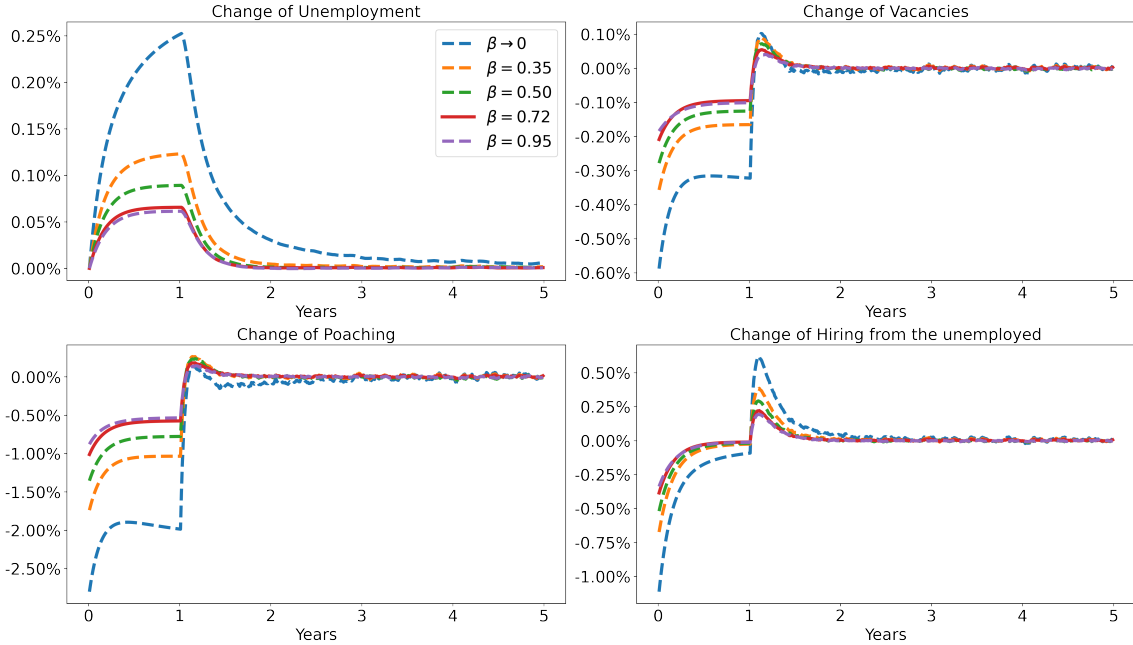 Change of Unemployment
0.25%
0.20%
0.15%
0.10%
0.05%
0.00%
β → 0
β = 0.35
β = 0.50
β = 0.72
β = 0.95
0 1 2 3 4 5
Years
Change of Vacancies
0.10%
0.00%
-0.10%
-0.20%
-0.30%
-0.40%
-0.50%
-0.60%
0 1 2 3 4 5
Years
Change of Poaching
0.00%
-0.50%
-1.00%
-1.50%
-2.00%
-2.50%
0 1 2 3 4 5
Years
Change of Hiring from the unemployed
0.50%
0.25%
0.00%
-0.25%
-0.50%
-0.75%
-1.00%
0 1 2 3 4 5
Years